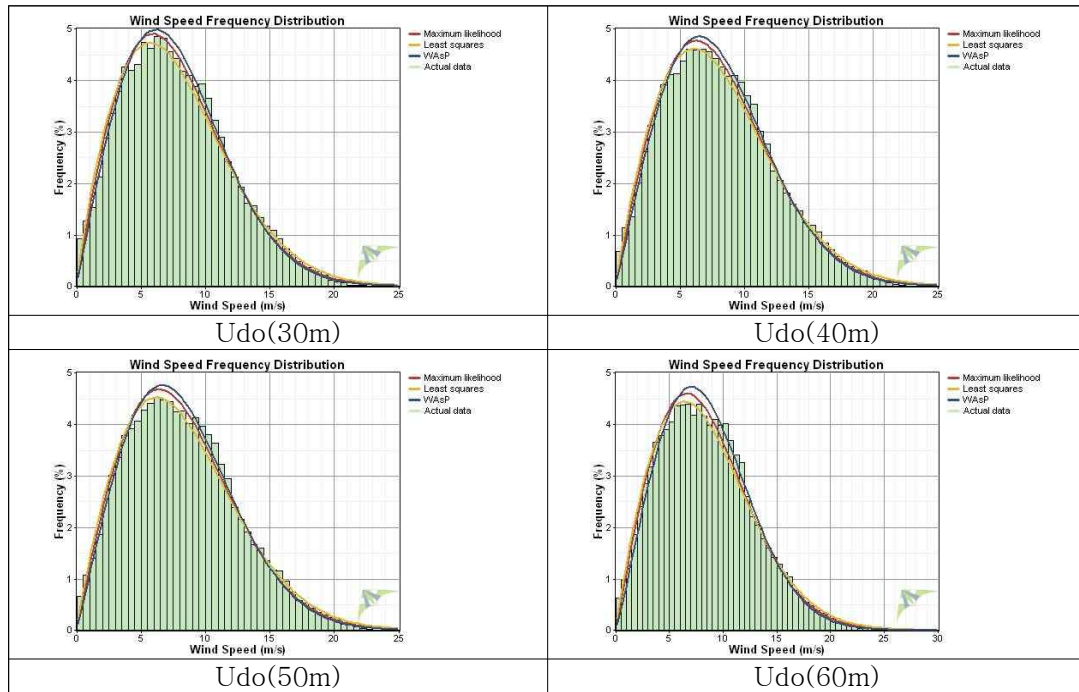 Wind Speed Frequency Distribution
5
4
3
2
1
0
Frequency (%)
0 5 10 15 20 25
Wind Speed (m/s)
Maximum likelihood
Least squares
WAsP
Actual data
Udo(30m)
Wind Speed Frequency Distribution
5
4
3
2
1
0
Frequency (%)
0 5 10 15 20 25
Wind Speed (m/s)
Maximum likelihood
Least squares
WAsP
Actual data
Udo(40m)
Wind Speed Frequency Distribution
5
4
3
2
1
0
Frequency (%)
0 5 10 15 20 25
Wind Speed (m/s)
Maximum likelihood
Least squares
WAsP
Actual data
Udo(50m)
Wind Speed Frequency Distribution
5
4
3
2
1
0
Frequency (%)
0 5 10 15 20 25 30
Wind Speed (m/s)
Maximum likelihood
Least squares
WAsP
Actual data
Udo(60m)